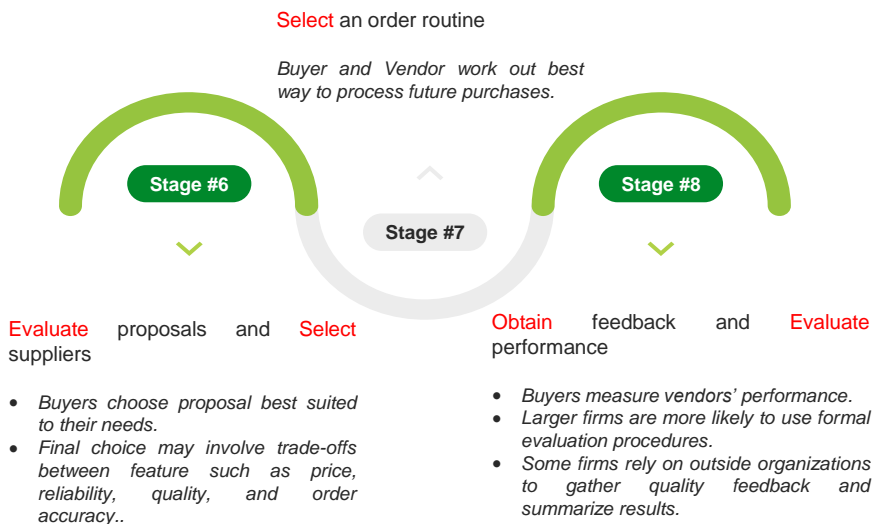 Select an order routine
Buyer and Vendor work out best
way to process future purchases.
Stage #6
Stage #7
Stage #8
Evaluate proposals and Select
suppliers
• Buyers choose proposal best suited
to their needs.
• Final choice may involve trade-offs
between feature such as price,
reliability, quality, and order
accuracy..
Obtain feedback and Evaluate
performance
• Buyers measure vendors’ performance.
• Larger firms are more likely to use formal
evaluation procedures.
• Some firms rely on outside organizations
to gather quality feedback and
summarize results.